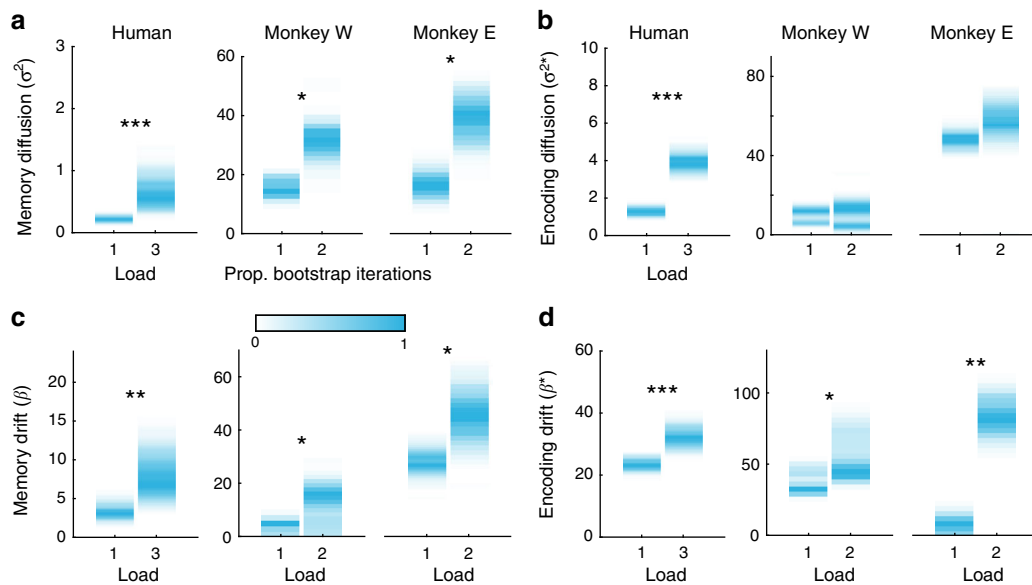 a
Human
Monkey W
Monkey E
Memory diffusion (σ²)
3
2
1
0
60
40
20
0
***
*
*
1 3
1 2
1 2
Load
Prop. bootstrap iterations
b
Human
Monkey W
Monkey E
Encoding diffusion (σ²*)
10
8
6
4
2
0
80
40
0
***
1 3
1 2
1 2
Load
c
0 1
Memory drift (β)
20
15
10
5
0
60
40
20
0
**
*
*
1 3
1 2
1 2
Load
Load
Load
d
Encoding drift (β*)
60
40
20
0
100
50
0
***
*
**
1 3
1 2
1 2
Load
Load
Load